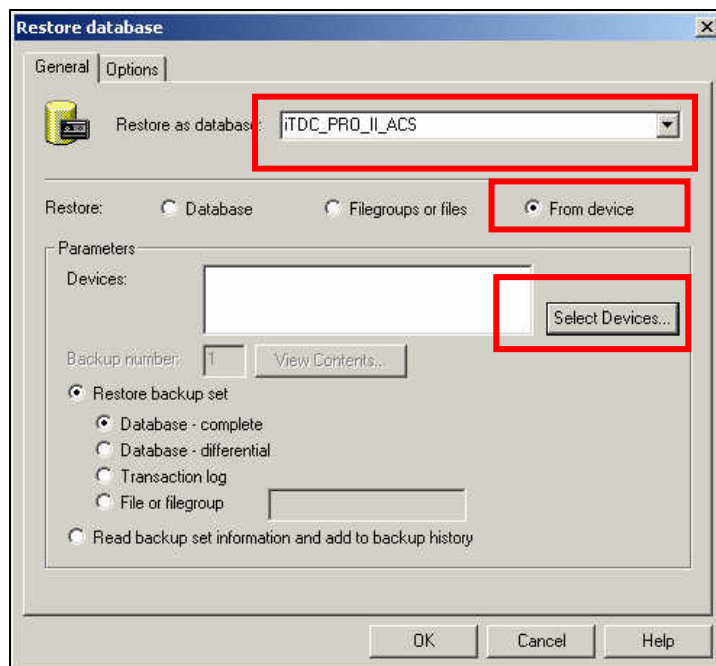 Restore database
General Options
Restore as database: iTDC_PRO_II_ACS
Restore: Database Filegroups or files From device
Parameters
Devices:
Select Devices...
Backup number: 1 View Contents...
Restore backup set
Database - complete
Database - differential
Transaction log
File or filegroup
Read backup set information and add to backup history
OK Cancel Help